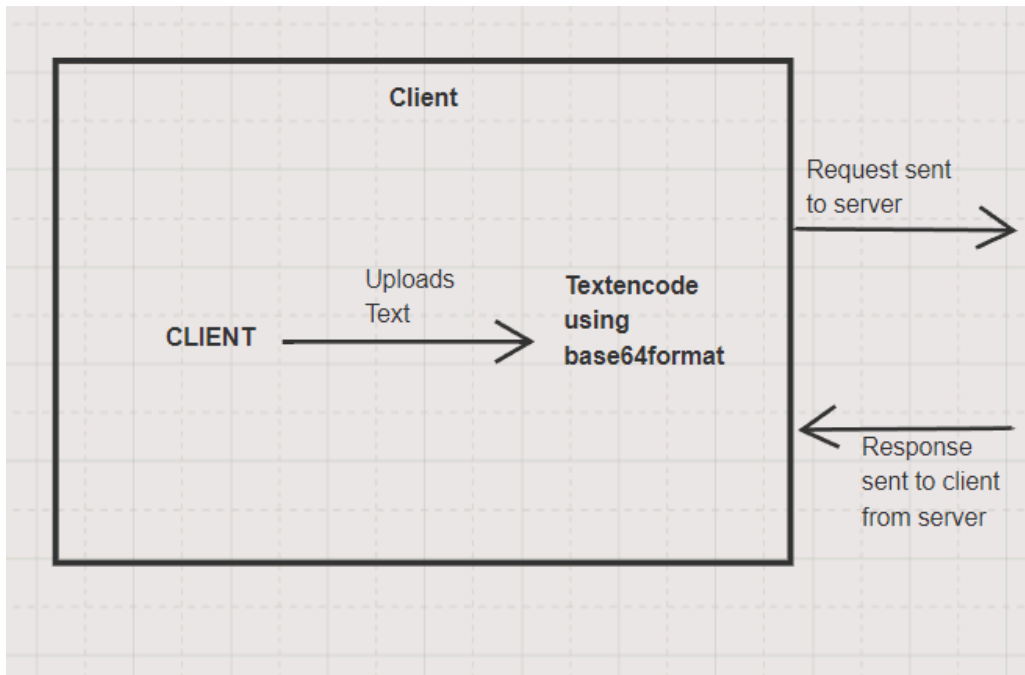 Client
Request sent
to server
Uploads
Text
CLIENT
Textencode
using
base64format
Response
sent to client
from server